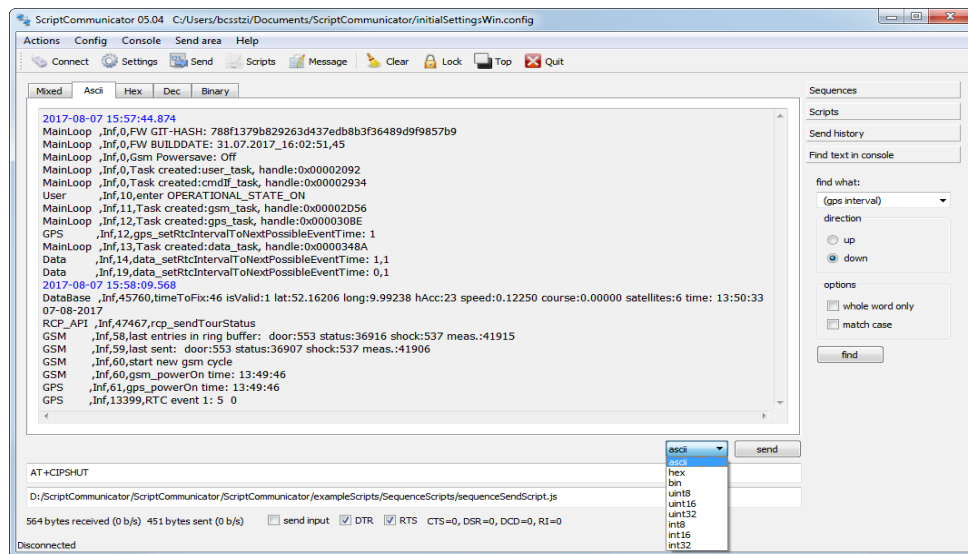 ScriptCommunicator 05.04 C:/Users/bcsstzi/Documents/ScriptCommunicator/initialSettingsWin.config
Actions Config Console Send area Help
Connect Settings Send Scripts Message Clear Lock Top Quit
Mixed Ascii Hex Dec Binary
2017-08-07 15:57:44.874
MainLoop ,Inf,0,FW GIT-HASH: 788f1379b829263d437edb8b3f36489d9f9857b9
MainLoop ,Inf,0,FW BUILDDATE: 31.07.2017_16:02:51,45
MainLoop ,Inf,0,Gsm Powersave: Off
MainLoop ,Inf,0,Task created:user_task, handle:0x00002092
MainLoop ,Inf,0,Task created:cmdIf_task, handle:0x00002934
User ,Inf,10,enter OPERATIONAL_STATE_ON
MainLoop ,Inf,11,Task created:gsm_task, handle:0x00002D56
MainLoop ,Inf,12,Task created:gps_task, handle:0x000030BE
GPS ,Inf,12,gps_setRtcIntervalToNextPossibleEventTime: 1
MainLoop ,Inf,13,Task created:data_task, handle:0x0000348A
Data ,Inf,14,data_setRtcIntervalToNextPossibleEventTime: 1,1
Data ,Inf,19,data_setRtcIntervalToNextPossibleEventTime: 0,1
2017-08-07 15:58:09.568
DataBase ,Inf,45760,timeToFix:46 isValid:1 lat:52.16206 long:9.99238 hAcc:23 speed:0.12250 course:0.00000 satellites:6 time: 13:50:33
07-08-2017
RCP_API ,Inf,47467,rcp_sendTourStatus
GSM ,Inf,58,last entries in ring buffer: door:553 status:36916 shock:537 meas.:41915
GSM ,Inf,59,last sent: door:553 status:36907 shock:537 meas.:41906
GSM ,Inf,60,start new gsm cycle
GSM ,Inf,60,gsm_powerOn time: 13:49:46
GPS ,Inf,61,gps_powerOn time: 13:49:46
GPS ,Inf,13399,RTC event 1: 5 0
Sequences
Scripts
Send history
Find text in console
find what:
(gps interval)
direction
up
down
options
whole word only
match case
find
ascii send
ascii
hex
bin
uint8
uint16
uint32
int8
int16
int32
AT+CIPSHUT
D:/ScriptCommunicator/ScriptCommunicator/ScriptCommunicator/exampleScripts/SequenceScripts/sequenceSendScript.js
564 bytes received (0 b/s) 451 bytes sent (0 b/s) send input DTR RTS CTS=0, DSR=0, DCD=0, RI=0
Disconnected